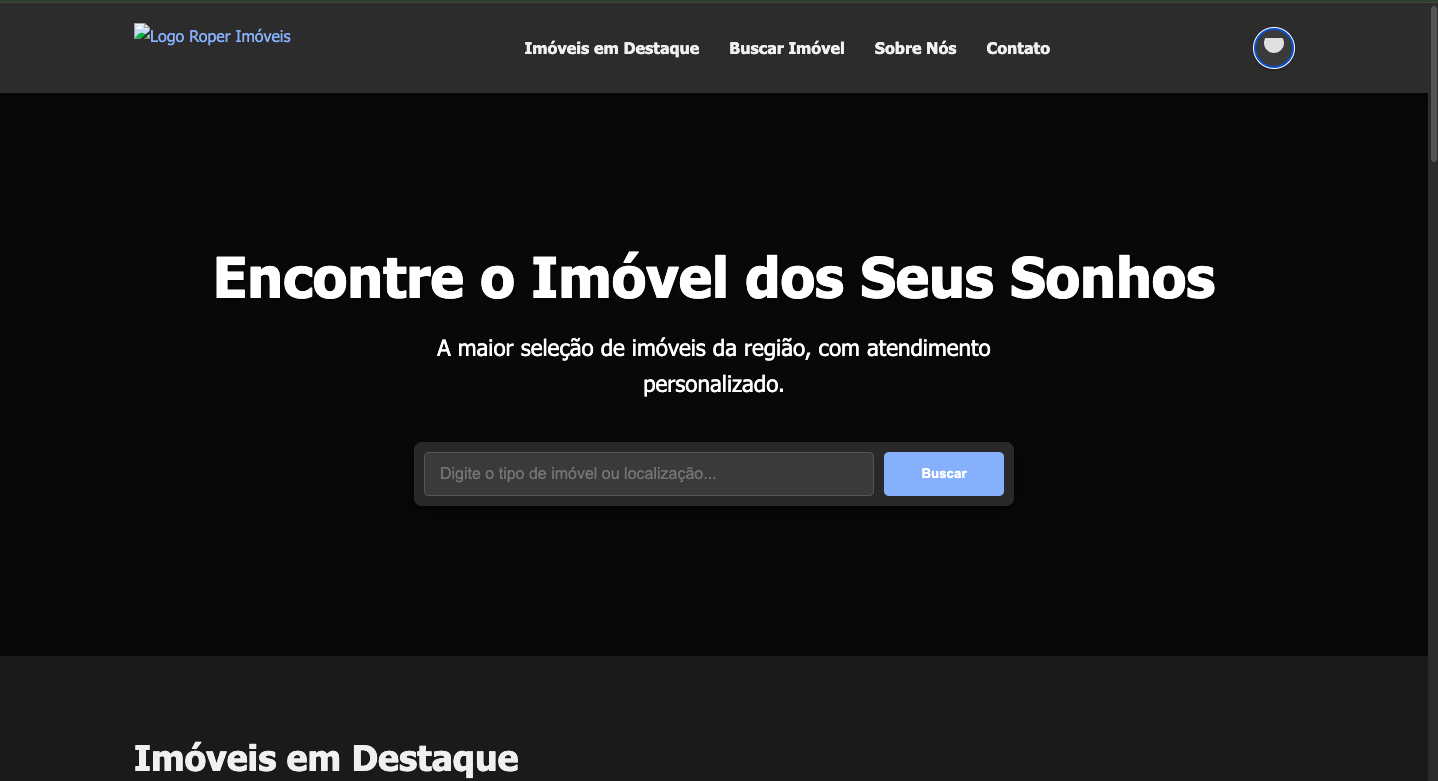 Logo Roper Imóveis
Imóveis em Destaque
Buscar Imóvel
Sobre Nós
Contato
Encontre o Imóvel dos Seus Sonhos
A maior seleção de imóveis da região, com atendimento
personalizado.
Digite o tipo de imóvel ou localização...
Buscar
Imóveis em Destaque